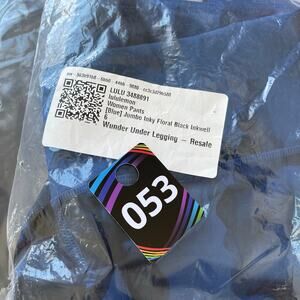 LULU 3488891
lululemon
Women Pants
[Blue] Jumbo Inky Floral Black Inkwell
6
Wunder Under Legging — Resale
053